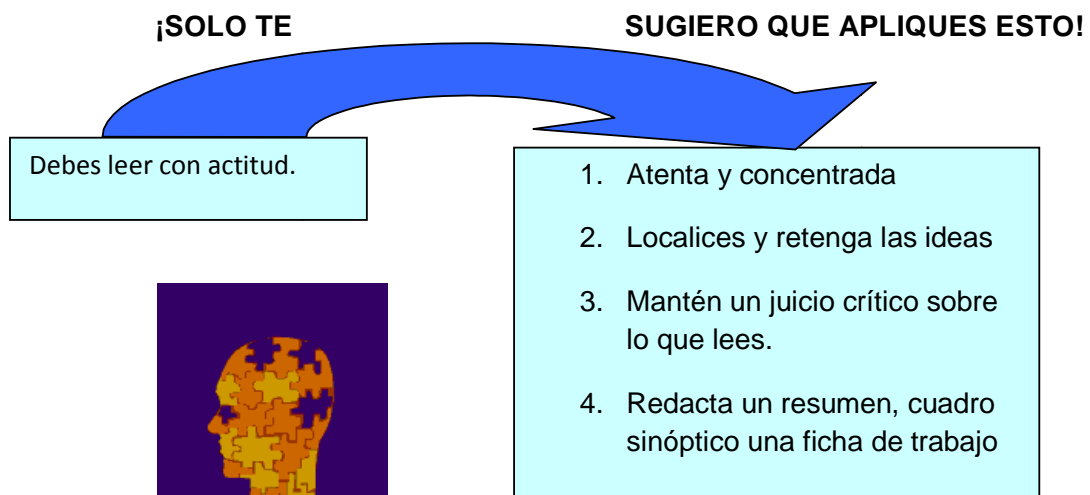 ¡SOLO TE SUGIERO QUE APLIQUES ESTO!
Debes leer con actitud.
1. Atenta y concentrada
2. Localices y retenga las ideas
3. Mantén un juicio crítico sobre
lo que lees.
4. Redacta un resumen, cuadro
sinóptico una ficha de trabajo